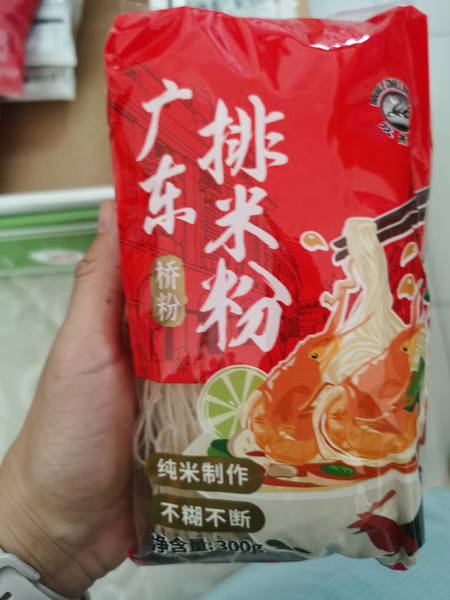 广东
排米粉
桥粉
纯米制作
不糊不断
净含量:300g